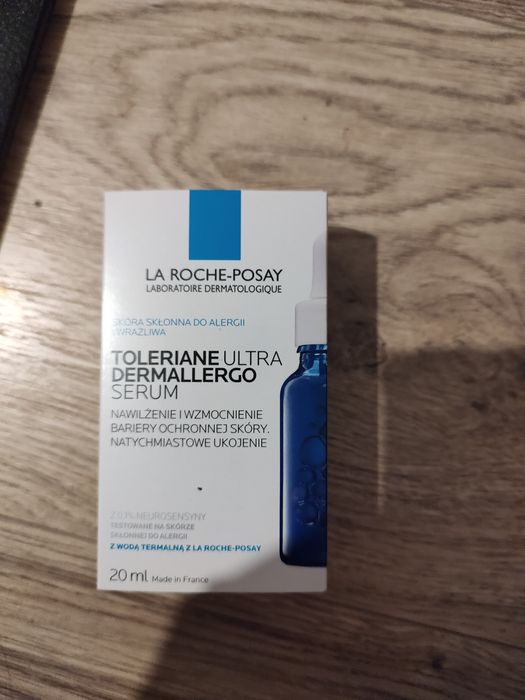 LA ROCHE-POSAY
LABORATOIRE DERMATOLOGIQUE
SKÓRA SKŁONNA DO ALERGII
I WRAŻLIWA
TOLERIANE ULTRA
DERMALLERGO
SERUM
NAWILŻENIE I WZMOCNIENIE
BARIERY OCHRONNEJ SKÓRY.
NATYCHMIASTOWE UKOJENIE
Z 0.1% NEUROSENSYNY
TESTOWANE NA SKÓRZE
SKŁONNEJ DO ALERGII
Z WODĄ TERMALNĄ Z LA ROCHE-POSAY
20 ml Made in France